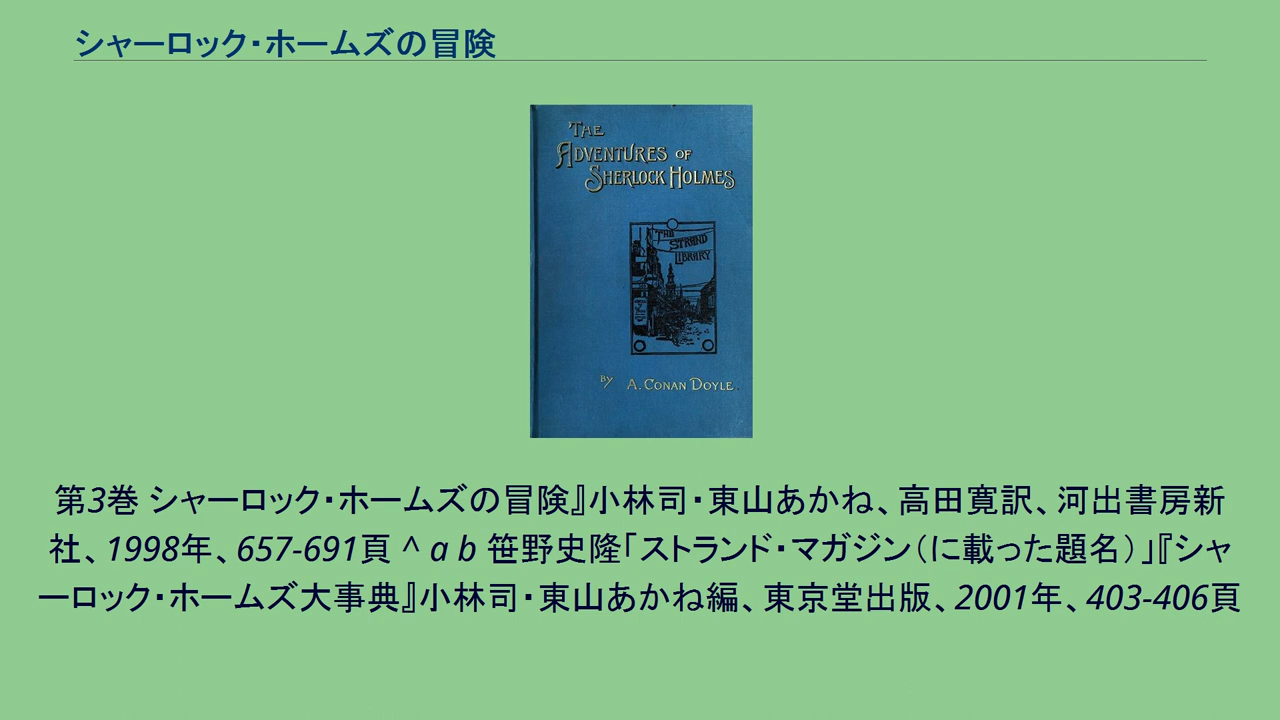 シャーロック・ホームズの冒険
THE
ADVENTURES OF
SHERLOCK HOLMES
THE
STRAND
LIBRARY
BY A. CONAN DOYLE.
第3巻 シャーロック・ホームズの冒険』小林司・東山あかね、高田寛訳、河出書房新
社、1998年、657-691頁 ^ a b 笹野史隆「ストランド・マガジン（に載った題名）」『シャ
ーロック・ホームズ大事典』小林司・東山あかね編、東京堂出版、2001年、403-406頁